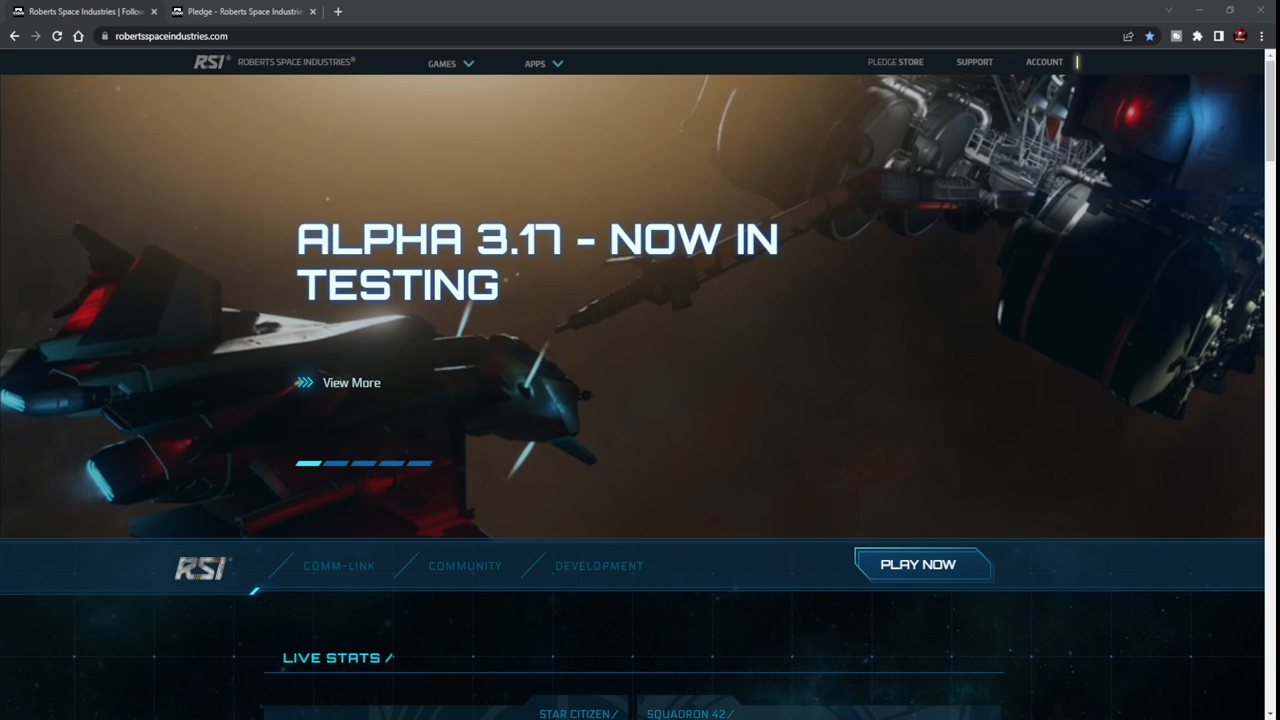 Roberts Space Industries | Follow
Pledge - Roberts Space Industrie
robertsspaceindustries.com
RSI® ROBERTS SPACE INDUSTRIES®
GAMES
APPS
PLEDGE STORE
SUPPORT
ACCOUNT
ALPHA 3.17 - NOW IN
TESTING
View More
RSI
COMM-LINK
COMMUNITY
DEVELOPMENT
PLAY NOW
LIVE STATS /
STAR CITIZEN /
SQUADRON 42 /